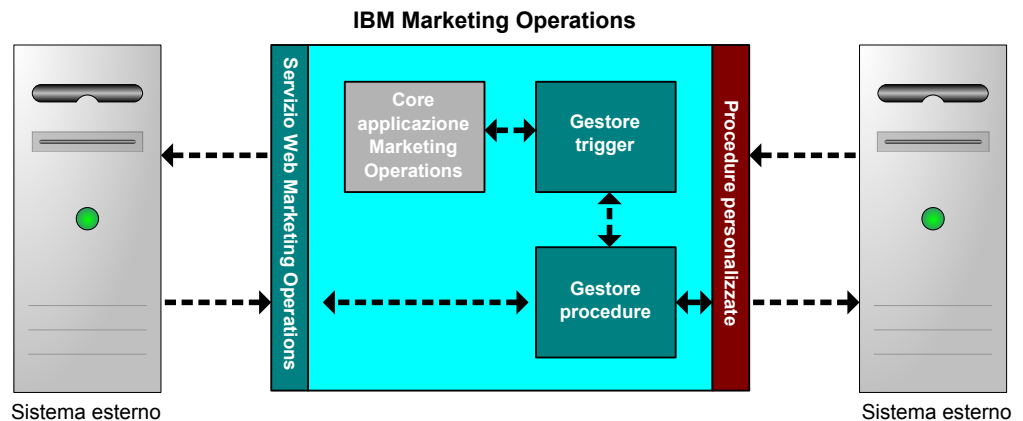 IBM Marketing Operations
Servizio Web Marketing Operations
Core
applicazione
Marketing
Operations
Gestore
trigger
Gestore
procedure
Procedure personalizzate
Sistema esterno
Sistema esterno